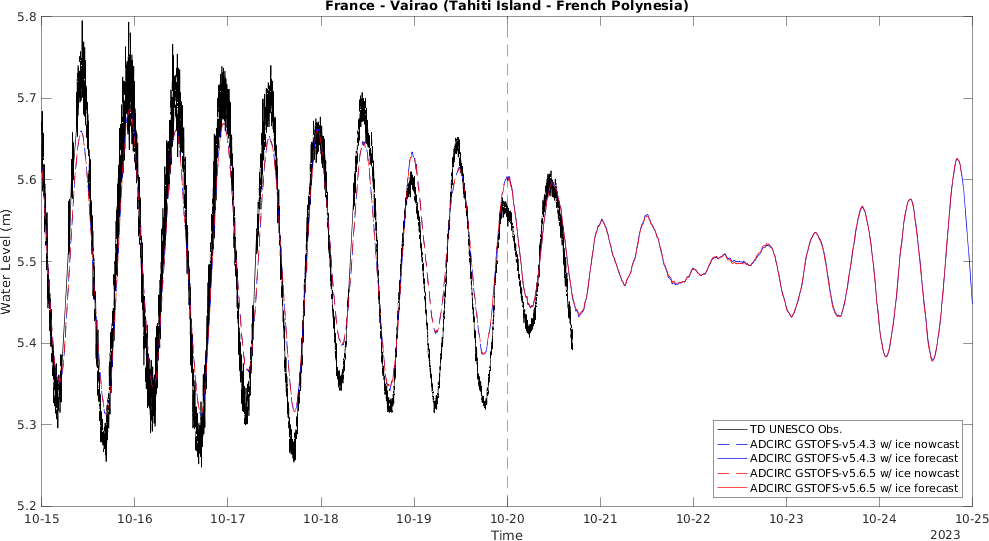 France - Vairao (Tahiti Island - French Polynesia)
5.8
5.7
5.6
5.5
5.4
5.3
5.2
Water Level (m)
10-15
10-16
10-17
10-18
10-19
10-20
10-21
10-22
10-23
10-24
10-25
Time
2023
TD UNESCO Obs.
ADCIRC GSTOFS-v5.4.3 w/ ice nowcast
ADCIRC GSTOFS-v5.4.3 w/ ice forecast
ADCIRC GSTOFS-v5.6.5 w/ ice nowcast
ADCIRC GSTOFS-v5.6.5 w/ ice forecast